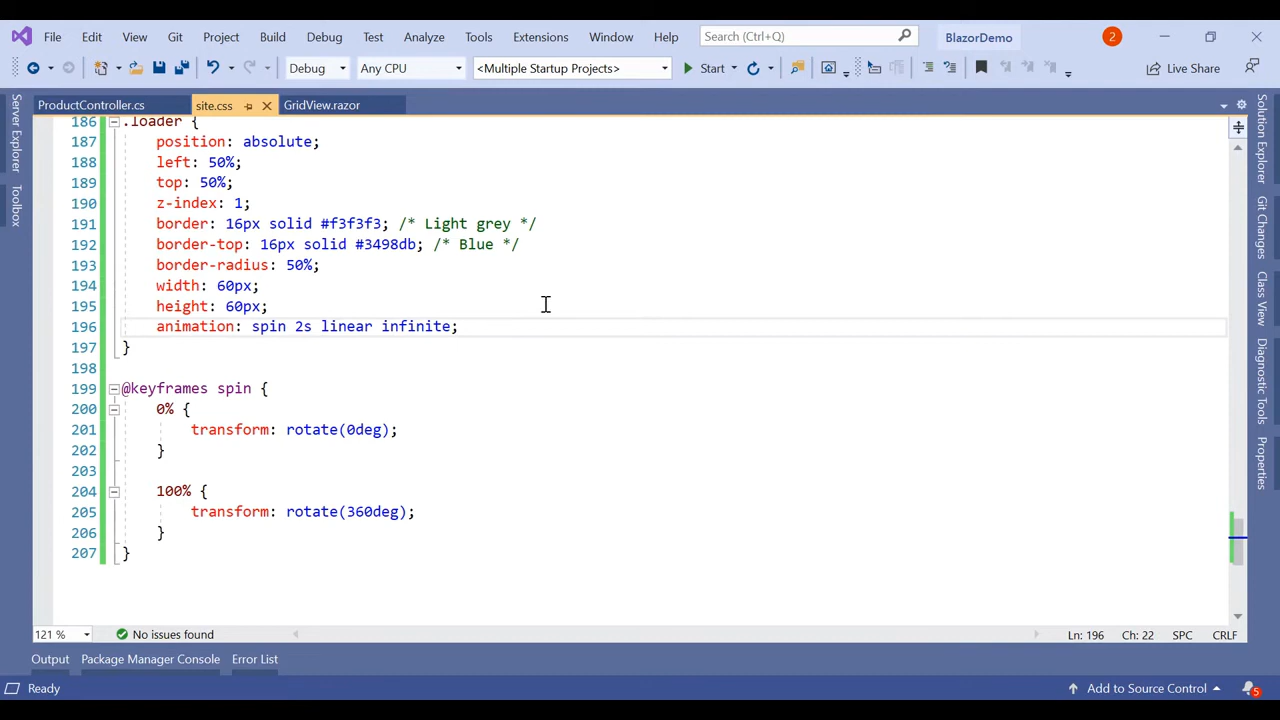 File Edit View Git Project Build Debug Test Analyze Tools Extensions Window Help Search (Ctrl+Q) BlazorDemo 2
Debug Any CPU <Multiple Startup Projects> Start Live Share
ProductController.cs site.css GridView.razor
Server Explorer
Toolbox
186 .loader {
187 position: absolute;
188 left: 50%;
189 top: 50%;
190 z-index: 1;
191 border: 16px solid #f3f3f3; /* Light grey */
192 border-top: 16px solid #3498db; /* Blue */
193 border-radius: 50%;
194 width: 60px;
195 height: 60px;
196 animation: spin 2s linear infinite;
197 }
198
199 @keyframes spin {
200 0% {
201 transform: rotate(0deg);
202 }
203
204 100% {
205 transform: rotate(360deg);
206 }
207 }
Solution Explorer
Git Changes
Class View
Diagnostic Tools
Properties
121 % No issues found Ln: 196 Ch: 22 SPC CRLF
Output Package Manager Console Error List
Ready Add to Source Control 5